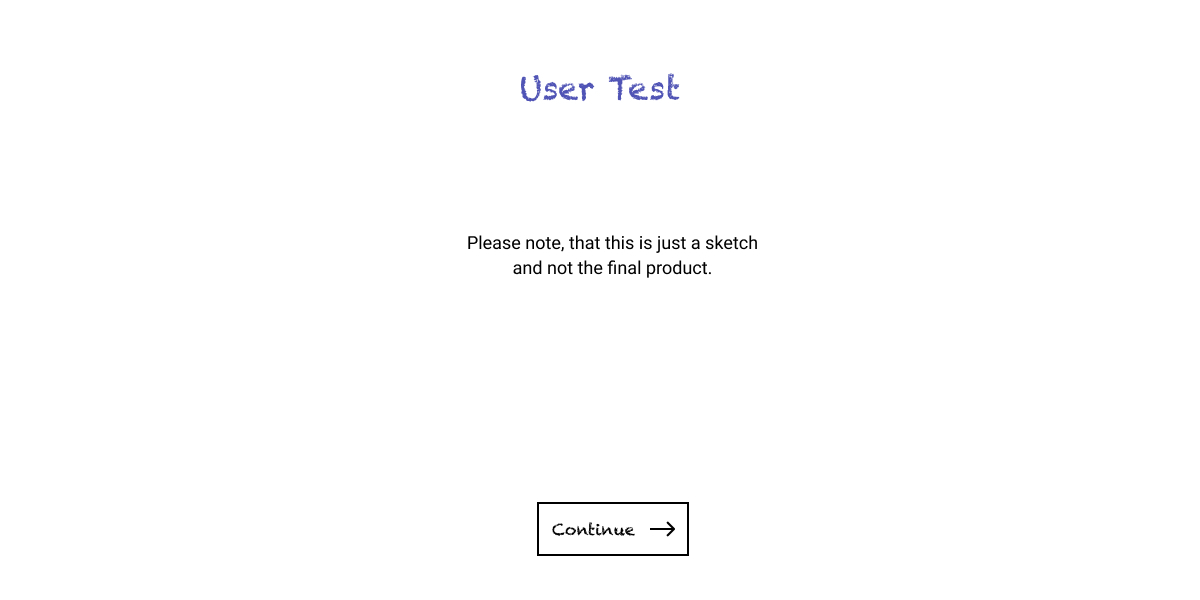 User Test
Please note, that this is just a sketch
and not the final product.
Continue